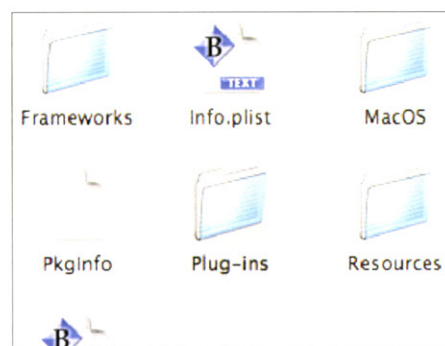 B
TEXT
Frameworks
Info.plist
MacOS
PkgInfo
Plug-ins
Resources
B